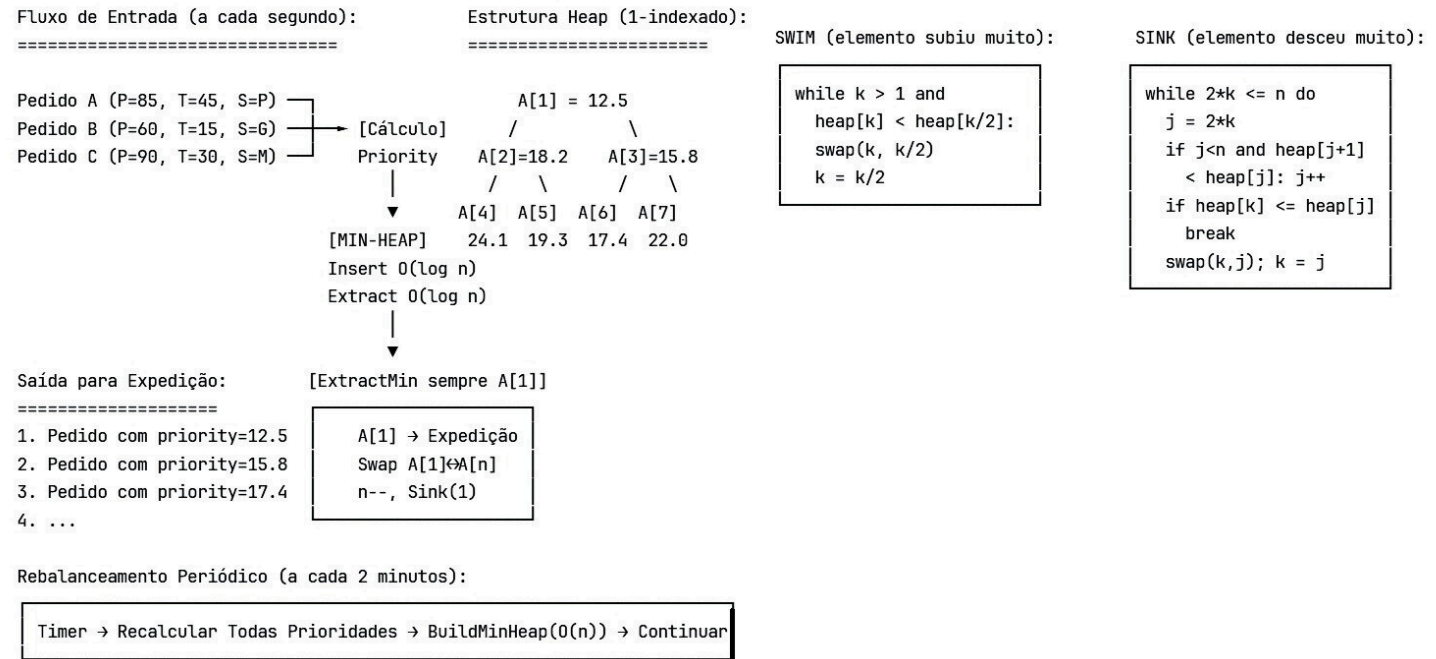 Fluxo de Entrada (a cada segundo):
================================
Pedido A (P=85, T=45, S=P)
Pedido B (P=60, T=15, S=G)
Pedido C (P=90, T=30, S=M)
[Cálculo]
Priority
[MIN-HEAP]
Insert O(log n)
Extract O(log n)
Estrutura Heap (1-indexado):
========================
A[1] = 12.5
/ \
A[2]=18.2 A[3]=15.8
/ \ / \
A[4] A[5] A[6] A[7]
24.1 19.3 17.4 22.0
SWIM (elemento subiu muito):
while k > 1 and
heap[k] < heap[k/2]:
swap(k, k/2)
k = k/2
SINK (elemento desceu muito):
while 2*k <= n do
j = 2*k
if j<n and heap[j+1]
< heap[j]: j++
if heap[k] <= heap[j]
break
swap(k,j); k = j
Saída para Expedição:
====================
1. Pedido com priority=12.5
2. Pedido com priority=15.8
3. Pedido com priority=17.4
4. ...
[ExtractMin sempre A[1]]
A[1] → Expedição
Swap A[1]↔A[n]
n--, Sink(1)
Rebalanceamento Periódico (a cada 2 minutos):
Timer → Recalcular Todas Prioridades → BuildMinHeap(O(n)) → Continuar